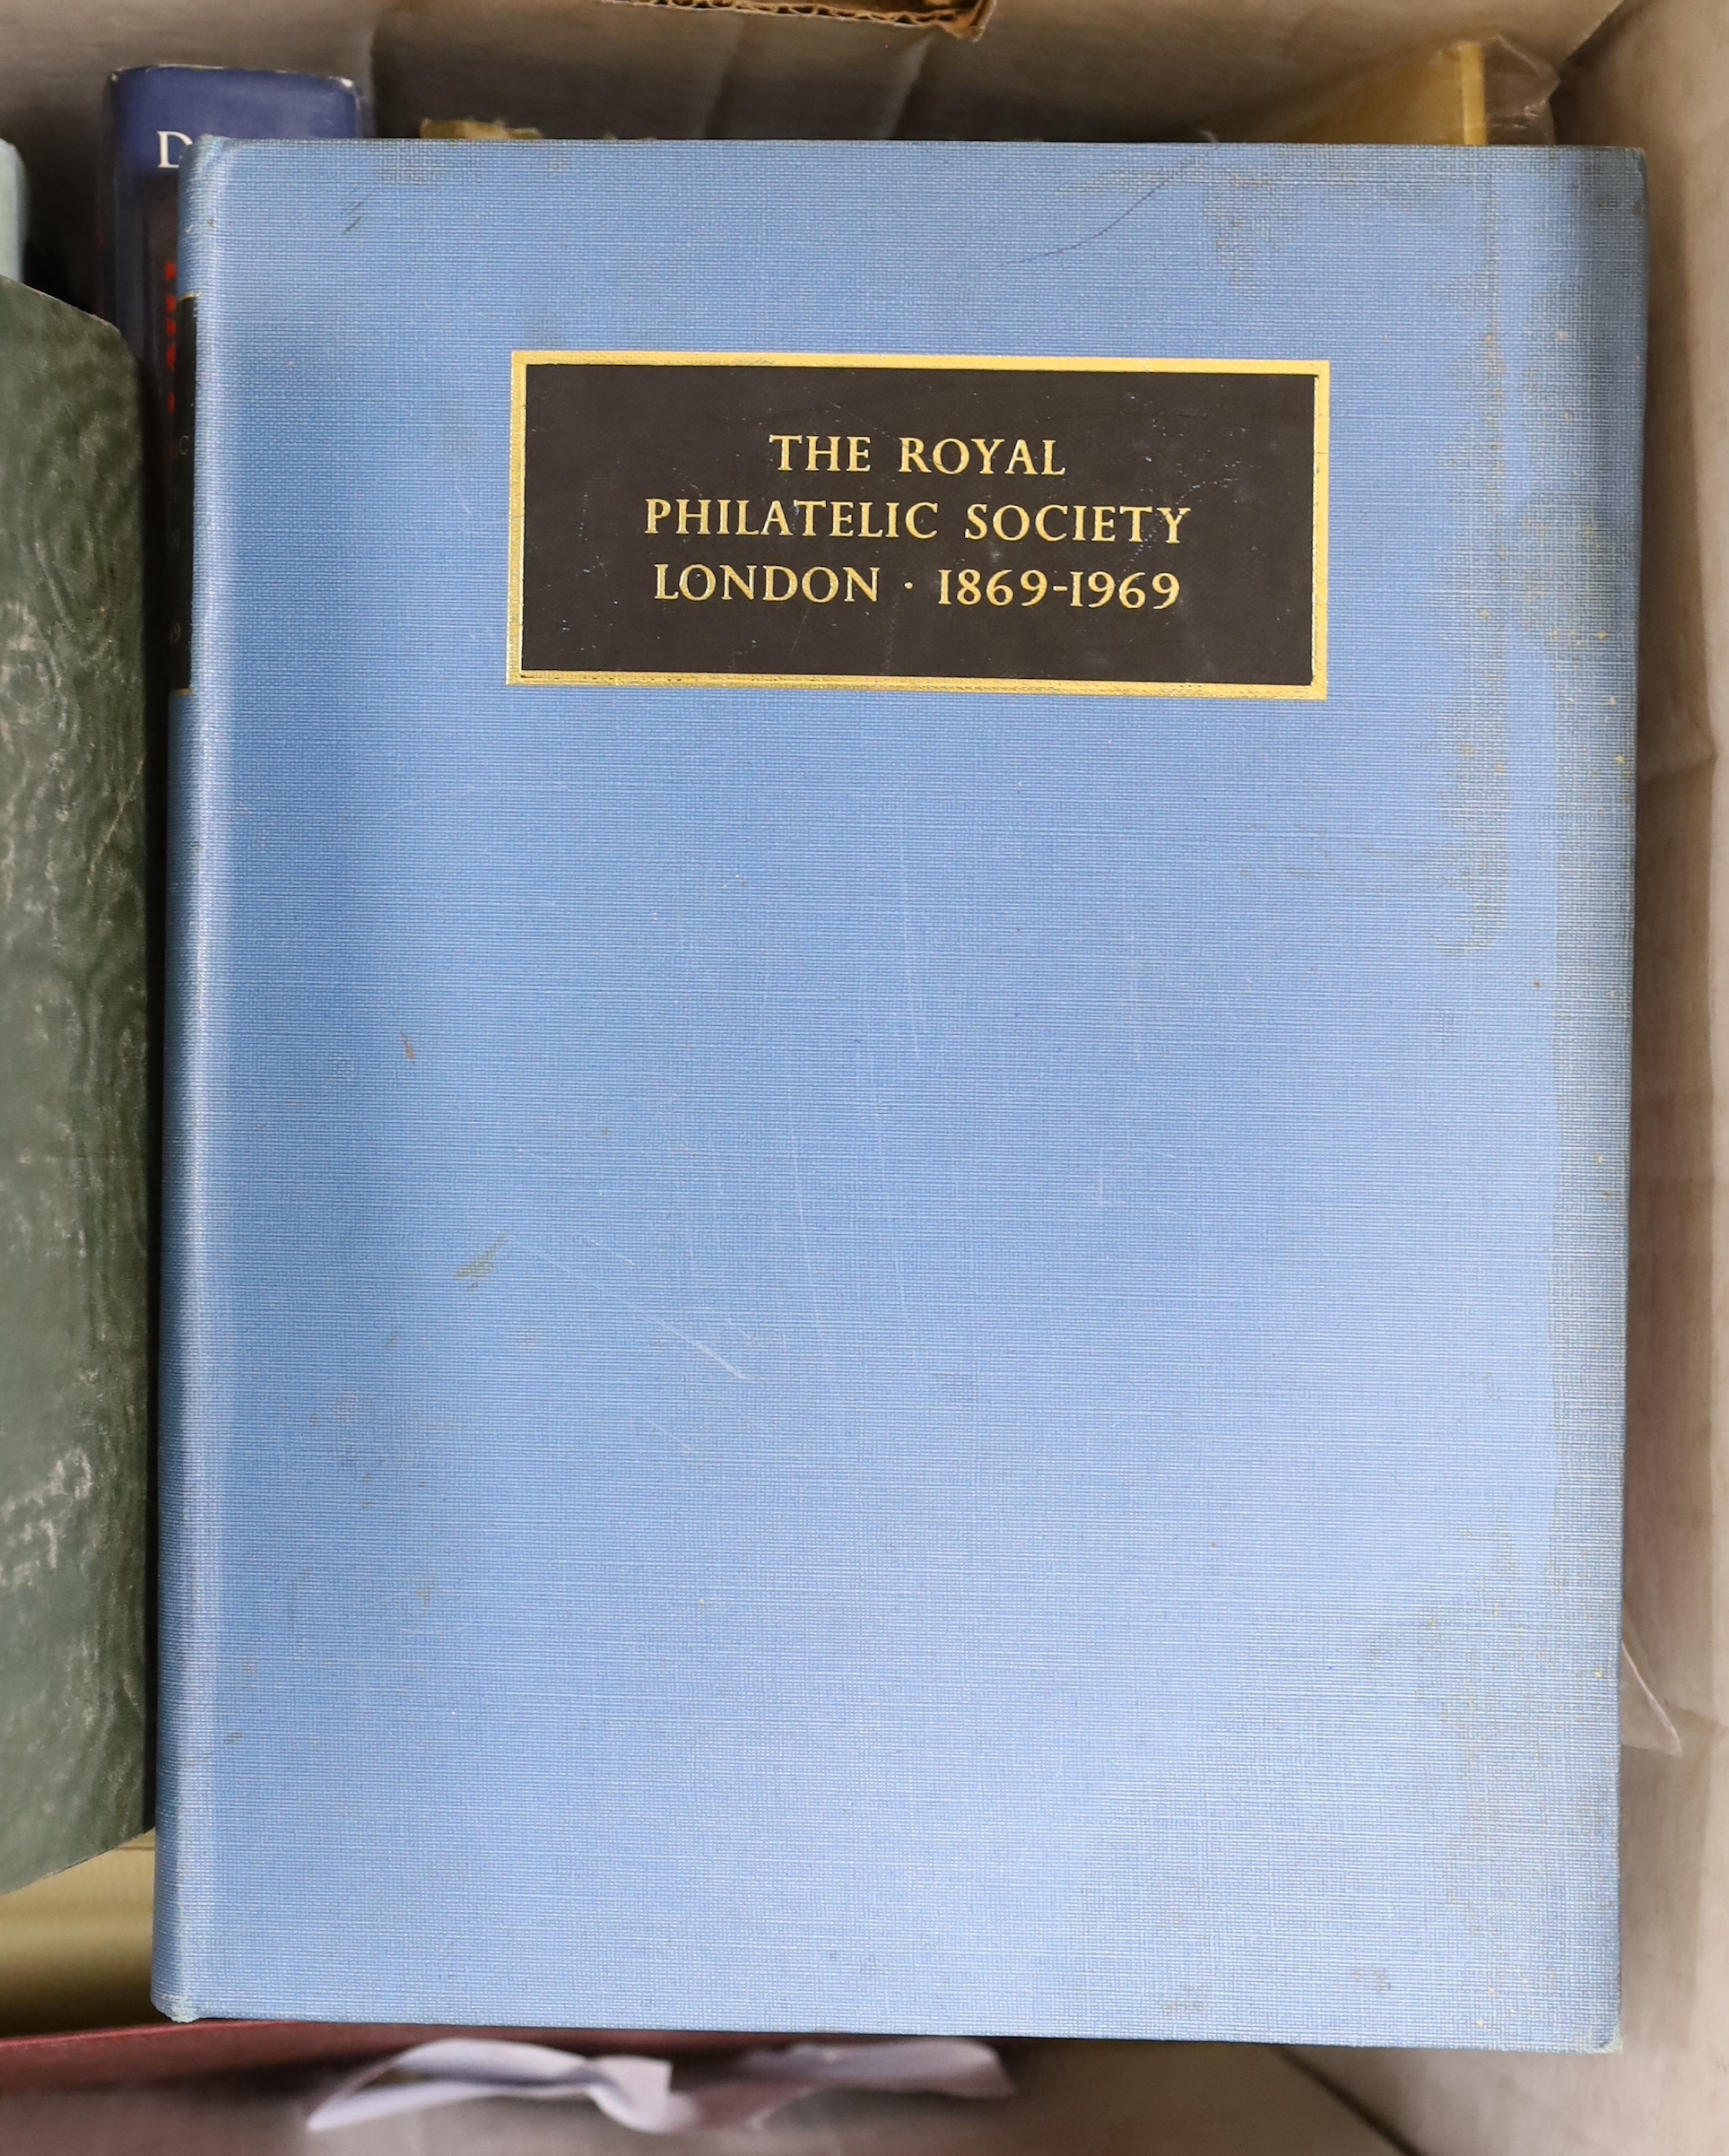 THE ROYAL
PHILATELIC SOCIETY
LONDON · 1869-1969
D